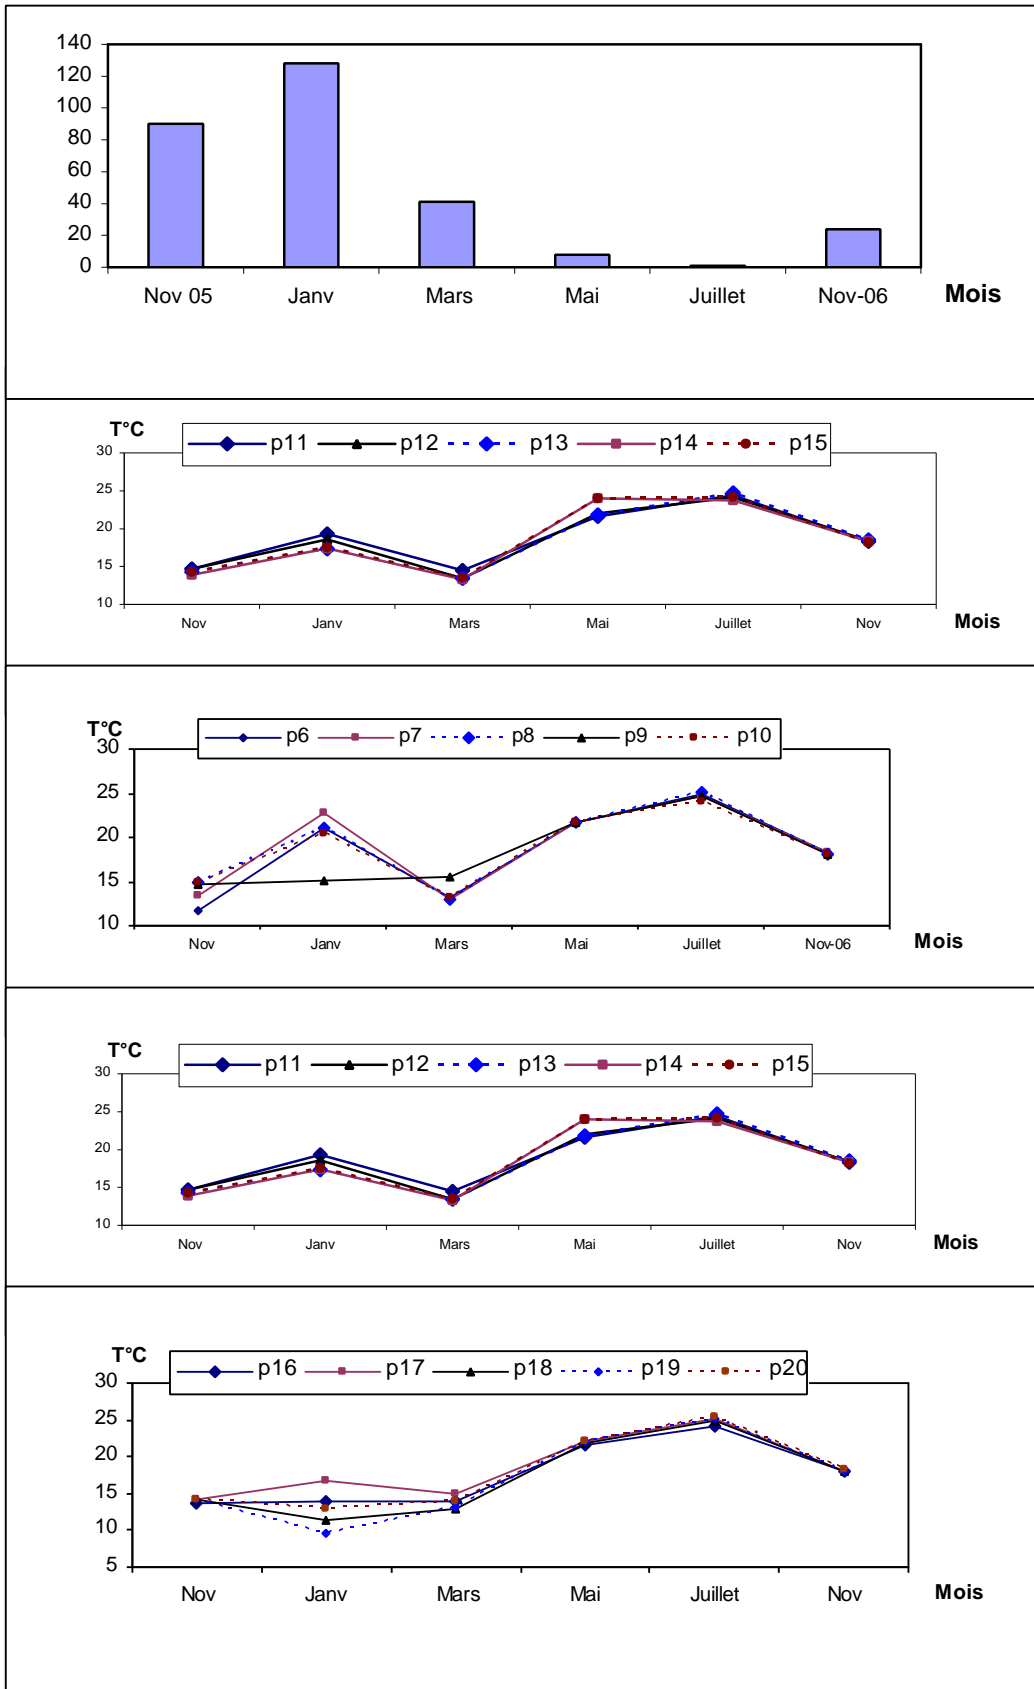 140
120
100
80
60
40
20
0
Nov 05 Janv Mars Mai Juillet Nov-06 Mois
T°C
p11 p12 p13 p14 p15
30
25
20
15
10
Nov Janv Mars Mai Juillet Nov Mois
T°C
p6 p7 p8 p9 p10
30
25
20
15
10
Nov Janv Mars Mai Juillet Nov-06 Mois
T°C
p11 p12 p13 p14 p15
30
25
20
15
10
Nov Janv Mars Mai Juillet Nov Mois
T°C
p16 p17 p18 p19 p20
30
25
20
15
10
5
Nov Janv Mars Mai Juillet Nov Mois